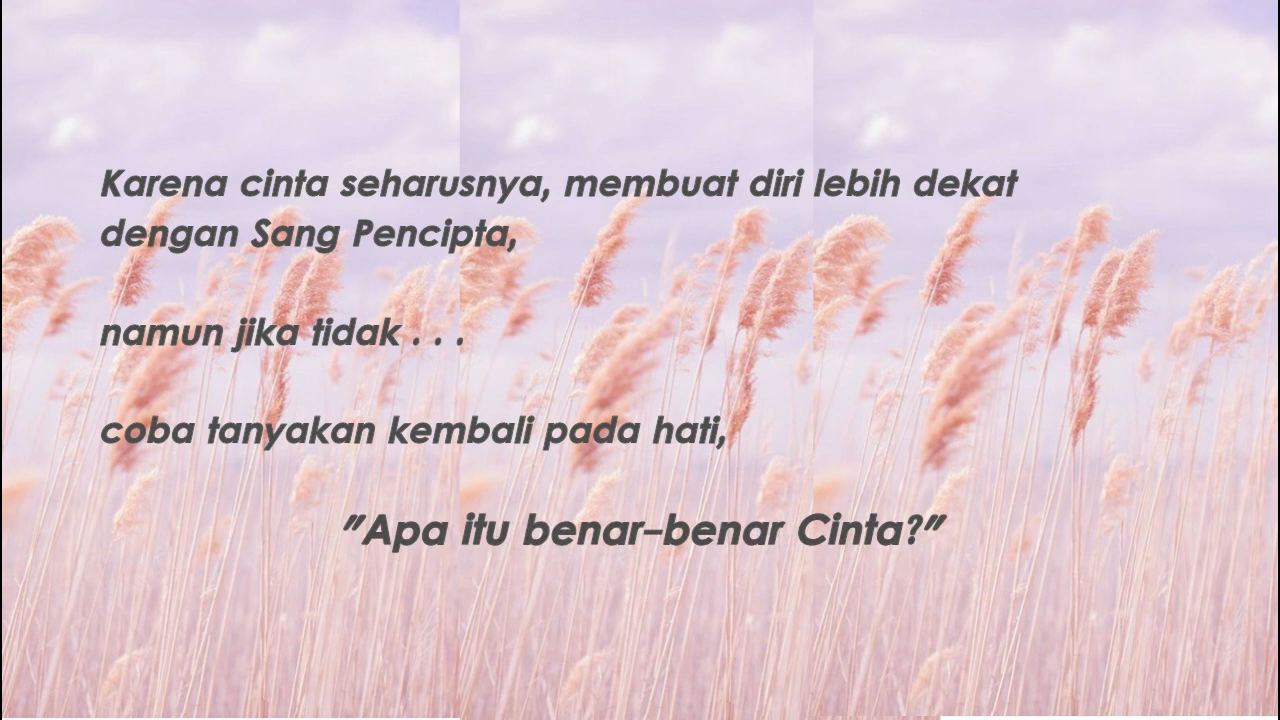 Karena cinta seharusnya, membuat diri lebih dekat
dengan Sang Pencipta,
namun jika tidak . . .
coba tanyakan kembali pada hati,
"Apa itu benar–benar Cinta?"